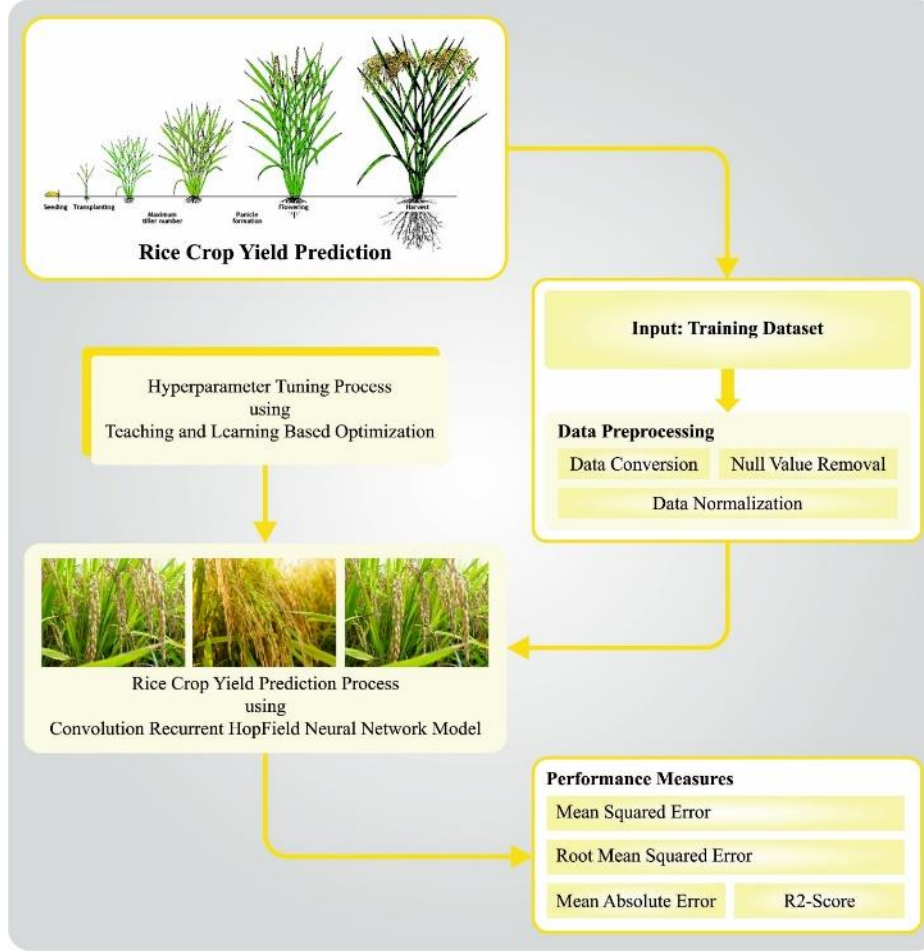 Seeding
Transplanting
Maximum
tiller number
Panicle
formation
Flowering
Harvest
Rice Crop Yield Prediction
Input: Training Dataset
Data Preprocessing
Data Conversion
Null Value Removal
Data Normalization
Hyperparameter Tuning Process
using
Teaching and Learning Based Optimization
Rice Crop Yield Prediction Process
using
Convolution Recurrent HopField Neural Network Model
Performance Measures
Mean Squared Error
Root Mean Squared Error
Mean Absolute Error
R2-Score